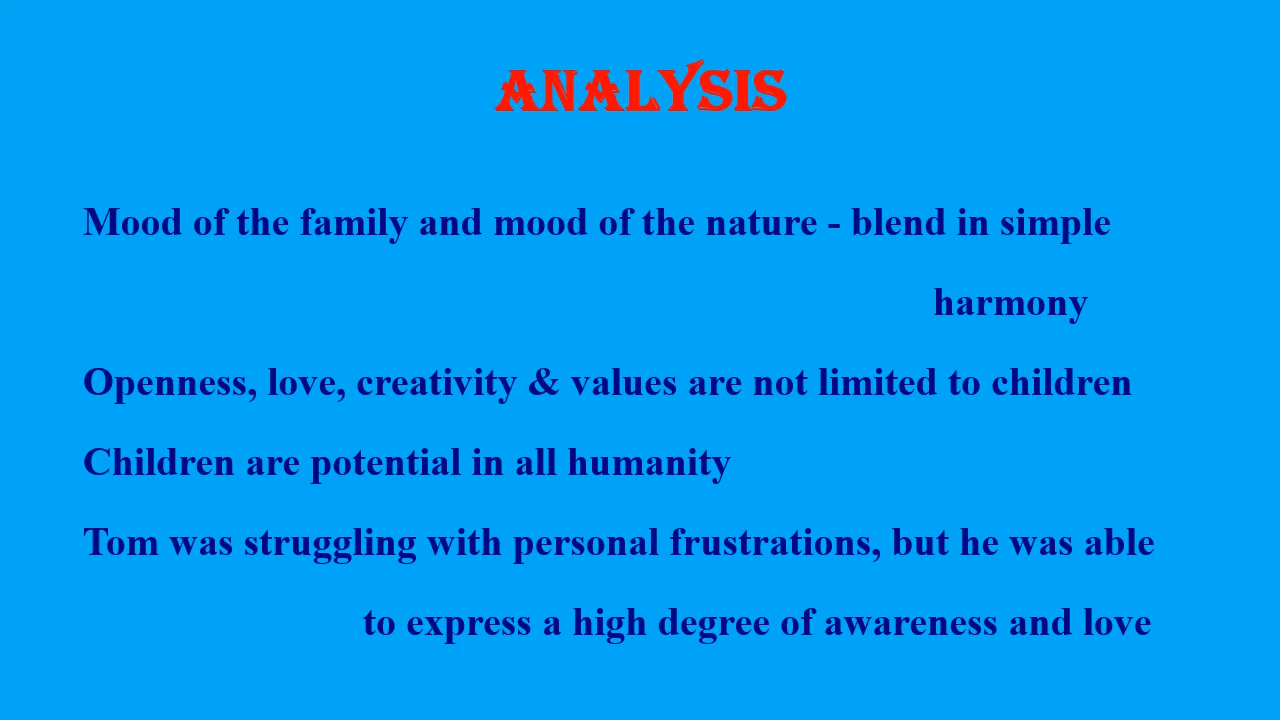 ANALYSIS
Mood of the family and mood of the nature - blend in simple
harmony
Openness, love, creativity & values are not limited to children
Children are potential in all humanity
Tom was struggling with personal frustrations, but he was able
to express a high degree of awareness and love